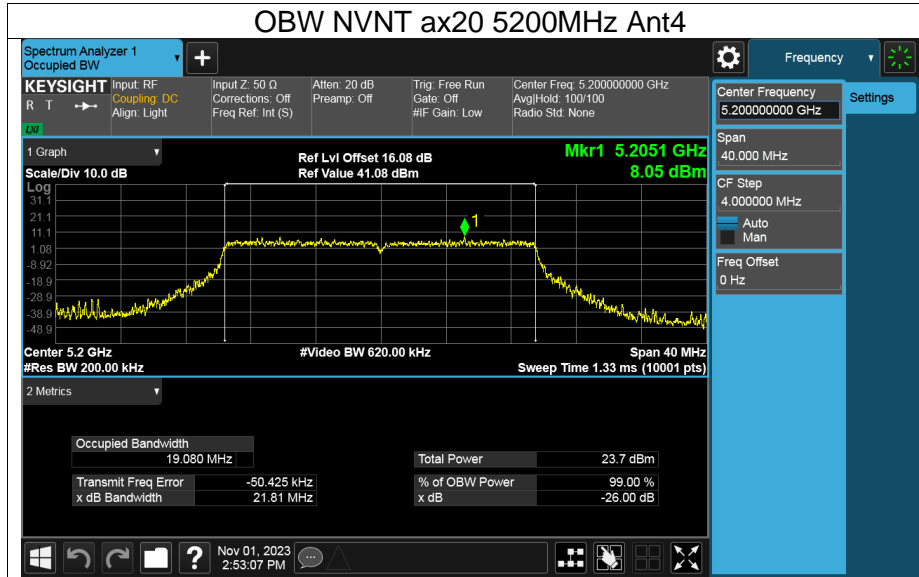 OBW NVNT ax20 5200MHz Ant4
Spectrum Analyzer 1
Occupied BW
+
Frequency
KEYSIGHT
R T
LXI
Input: RF
Coupling: DC
Align: Light
Input Z: 50 Ω
Corrections: Off
Freq Ref: Int (S)
Atten: 20 dB
Preamp: Off
Trig: Free Run
Gate: Off
#IF Gain: Low
Center Freq: 5.200000000 GHz
Avg|Hold: 100/100
Radio Std: None
Center Frequency
5.200000000 GHz
Settings
Span
40.000 MHz
CF Step
4.000000 MHz
Auto
Man
Freq Offset
0 Hz
1 Graph
Scale/Div 10.0 dB
Ref Lvl Offset 16.08 dB
Ref Value 41.08 dBm
Mkr1 5.2051 GHz
8.05 dBm
Log
31.1
21.1
11.1
1.08
-8.92
-18.9
-28.9
-38.9
-48.9
1
Center 5.2 GHz
#Res BW 200.00 kHz
#Video BW 620.00 kHz
Span 40 MHz
Sweep Time 1.33 ms (10001 pts)
2 Metrics
Occupied Bandwidth
19.080 MHz
Total Power 23.7 dBm
Transmit Freq Error -50.425 kHz
% of OBW Power 99.00 %
x dB Bandwidth 21.81 MHz
x dB -26.00 dB
?
Nov 01, 2023
2:53:07 PM